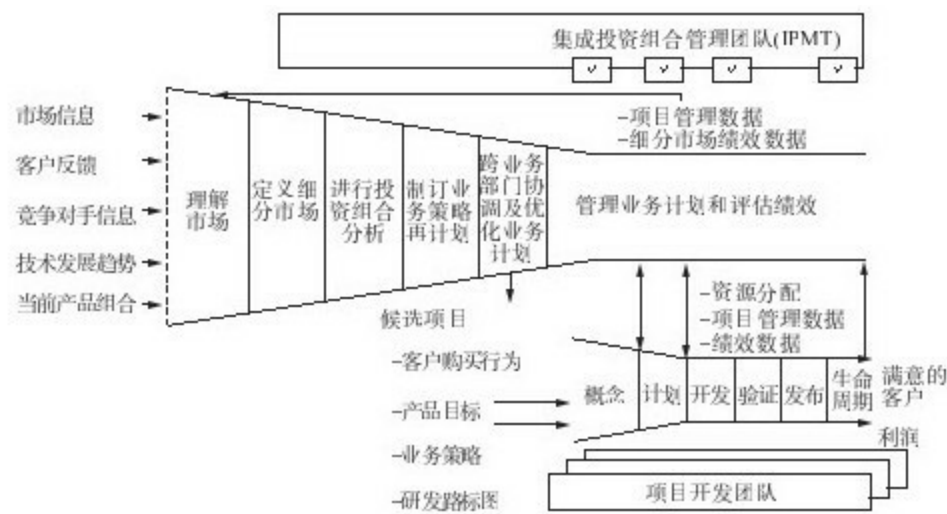 集成投资组合管理团队(IPMT)
市场信息
客户反馈
竞争对手信息
技术发展趋势
当前产品组合
-项目管理数据
-细分市场绩效数据
理解
市场
定义细
分市场
进行投
资组合
分析
制订业
务策略
再计划
跨业务
部门协
调及优
化业务
计划
管理业务计划和评估绩效
候选项目
-客户购买行为
-产品目标
-业务策略
-研发路标图
-资源分配
-项目管理数据
-绩效数据
概念
计划
开发
验证
发布
生命
周期
满意的
客户
利润
项目开发团队